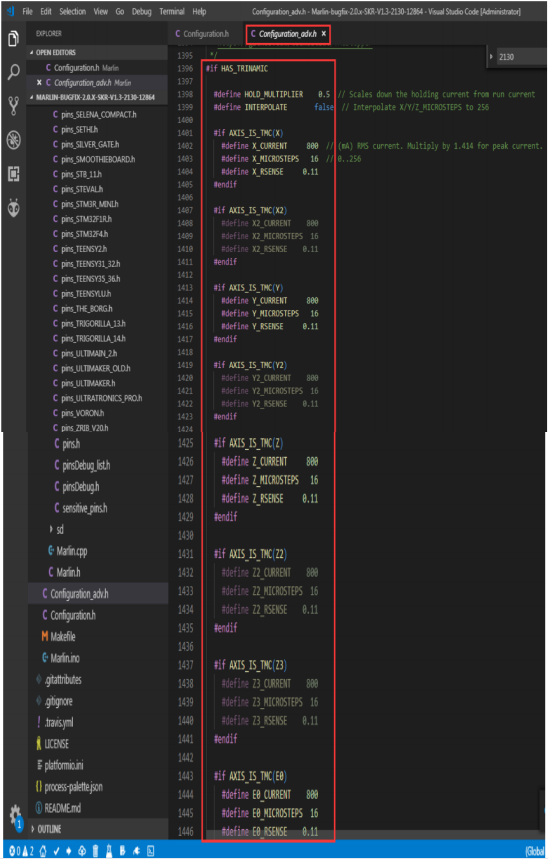 File Edit Selection View Go Debug Terminal Help
Configuration_adv.h - Marlin-bugfix-2.0.x-SKR-V1.3-2130-12864 - Visual Studio Code [Administrator]
EXPLORER
OPEN EDITORS
C Configuration.h Marlin
× C Configuration_adv.h Marlin
MARLIN-BUGFIX-2.0.X-SKR-V1.3-2130-12864
C pins_SELENA_COMPACT.h
C pins_SETHI.h
C pins_SILVER_GATE.h
C pins_SMOOTHIEBOARD.h
C pins_STB_11.h
C pins_STEVAL.h
C pins_STM3R_MINI.h
C pins_STM32F1R.h
C pins_STM32F4.h
C pins_TEENSY2.h
C pins_TEENSY31_32.h
C pins_TEENSY35_36.h
C pins_TEENSYLU.h
C pins_THE_BORG.h
C pins_TRIGORILLA_13.h
C pins_TRIGORILLA_14.h
C pins_ULTIMAIN_2.h
C pins_ULTIMAKER_OLD.h
C pins_ULTIMAKER.h
C pins_ULTRATRONICS_PRO.h
C pins_VORON.h
C pins_ZRIB_V20.h
C pins.h
C pinsDebug_list.h
C pinsDebug.h
C sensitive_pins.h
sd
Marlin.cpp
C Marlin.h
C Configuration_adv.h
C Configuration.h
M Makefile
Marlin.ino
.gitattributes
.gitignore
! .travis.yml
LICENSE
platformio.ini
{} process-palette.json
README.md
OUTLINE
1
0 2
C Configuration.h
C Configuration_adv.h ×
2130
1395 */
1396 #if HAS_TRINAMIC
1397
1398 #define HOLD_MULTIPLIER 0.5 // Scales down the holding current from run current
1399 #define INTERPOLATE false // Interpolate X/Y/Z_MICROSTEPS to 256
1400
1401 #if AXIS_IS_TMC(X)
1402 #define X_CURRENT 800 // (mA) RMS current. Multiply by 1.414 for peak current.
1403 #define X_MICROSTEPS 16 // 0..256
1404 #define X_RSENSE 0.11
1405 #endif
1406
1407 #if AXIS_IS_TMC(X2)
1408 #define X2_CURRENT 800
1409 #define X2_MICROSTEPS 16
1410 #define X2_RSENSE 0.11
1411 #endif
1412
1413 #if AXIS_IS_TMC(Y)
1414 #define Y_CURRENT 800
1415 #define Y_MICROSTEPS 16
1416 #define Y_RSENSE 0.11
1417 #endif
1418
1419 #if AXIS_IS_TMC(Y2)
1420 #define Y2_CURRENT 800
1421 #define Y2_MICROSTEPS 16
1422 #define Y2_RSENSE 0.11
1423 #endif
1424
1425 #if AXIS_IS_TMC(Z)
1426 #define Z_CURRENT 800
1427 #define Z_MICROSTEPS 16
1428 #define Z_RSENSE 0.11
1429 #endif
1430
1431 #if AXIS_IS_TMC(Z2)
1432 #define Z2_CURRENT 800
1433 #define Z2_MICROSTEPS 16
1434 #define Z2_RSENSE 0.11
1435 #endif
1436
1437 #if AXIS_IS_TMC(Z3)
1438 #define Z3_CURRENT 800
1439 #define Z3_MICROSTEPS 16
1440 #define Z3_RSENSE 0.11
1441 #endif
1442
1443 #if AXIS_IS_TMC(E0)
1444 #define E0_CURRENT 800
1445 #define E0_MICROSTEPS 16
1446 #define E0_RSENSE 0.11
(Global